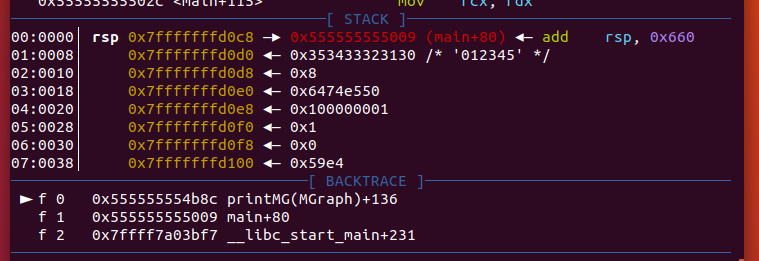 0x55555555502c <main+115>    mov    rcx, rdx
[ STACK ]
00:0000│ rsp 0x7fffffffd0c8 —▸ 0x555555555009 (main+80) ◂— add    rsp, 0x660
01:0008│     0x7fffffffd0d0 ◂— 0x353433323130 /* '012345' */
02:0010│     0x7fffffffd0d8 ◂— 0x8
03:0018│     0x7fffffffd0e0 ◂— 0x6474e550
04:0020│     0x7fffffffd0e8 ◂— 0x100000001
05:0028│     0x7fffffffd0f0 ◂— 0x1
06:0030│     0x7fffffffd0f8 ◂— 0x0
07:0038│     0x7fffffffd100 ◂— 0x59e4
[ BACKTRACE ]
► f 0   0x555555554b8c printMG(MGraph)+136
f 1   0x555555555009 main+80
f 2   0x7ffff7a03bf7 __libc_start_main+231